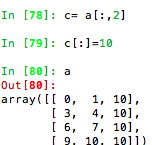 In [78]: c= a[:,2]
In [79]: c[:]=10
In [80]: a
Out[80]:
array([[ 0,  1, 10],
       [ 3,  4, 10],
       [ 6,  7, 10],
       [ 9, 10, 10]])